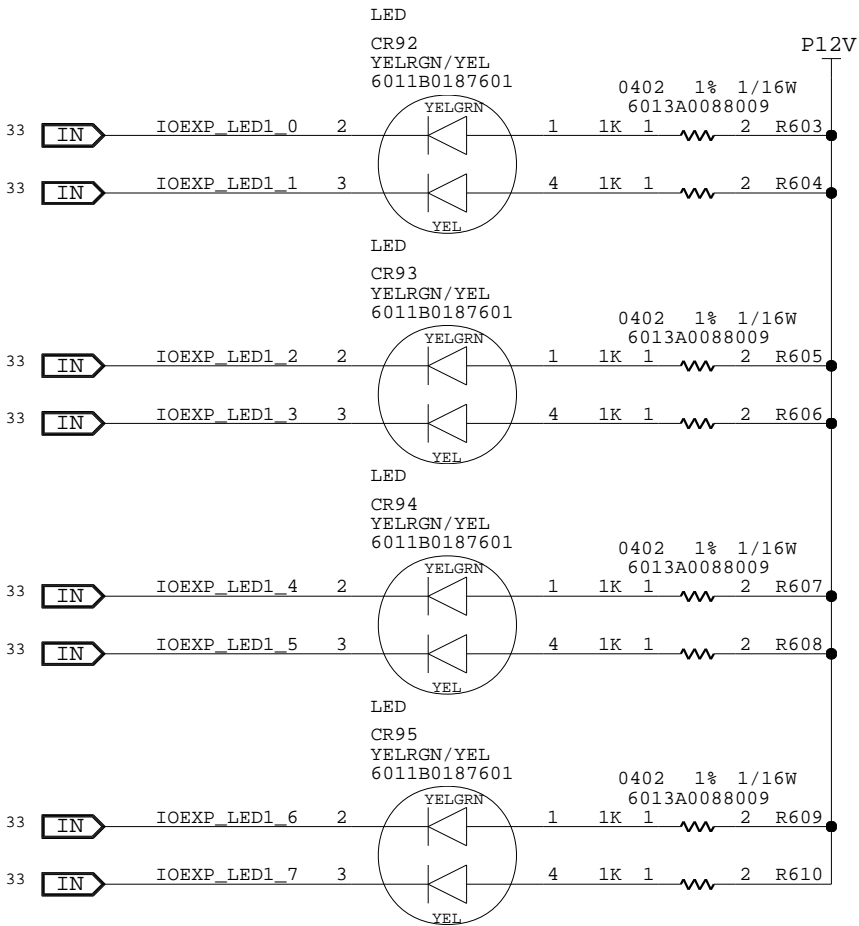 LED
CR92
YELRGN/YEL
6011B0187601
P12V
0402 1% 1/16W
6013A0088009
YELGRN
33 IN IOEXP_LED1_0 2 1 1K 1 2 R603
33 IN IOEXP_LED1_1 3 4 1K 1 2 R604
YEL
LED
CR93
YELRGN/YEL
6011B0187601
0402 1% 1/16W
6013A0088009
YELGRN
33 IN IOEXP_LED1_2 2 1 1K 1 2 R605
33 IN IOEXP_LED1_3 3 4 1K 1 2 R606
YEL
LED
CR94
YELRGN/YEL
6011B0187601
0402 1% 1/16W
6013A0088009
YELGRN
33 IN IOEXP_LED1_4 2 1 1K 1 2 R607
33 IN IOEXP_LED1_5 3 4 1K 1 2 R608
YEL
LED
CR95
YELRGN/YEL
6011B0187601
0402 1% 1/16W
6013A0088009
YELGRN
33 IN IOEXP_LED1_6 2 1 1K 1 2 R609
33 IN IOEXP_LED1_7 3 4 1K 1 2 R610
YEL